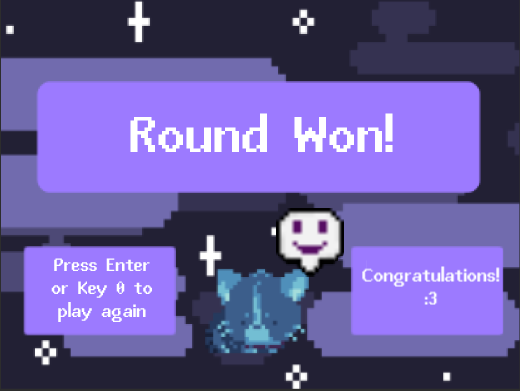 Round Won!
Press Enter
or Key 0 to
play again
Congratulations!
:3